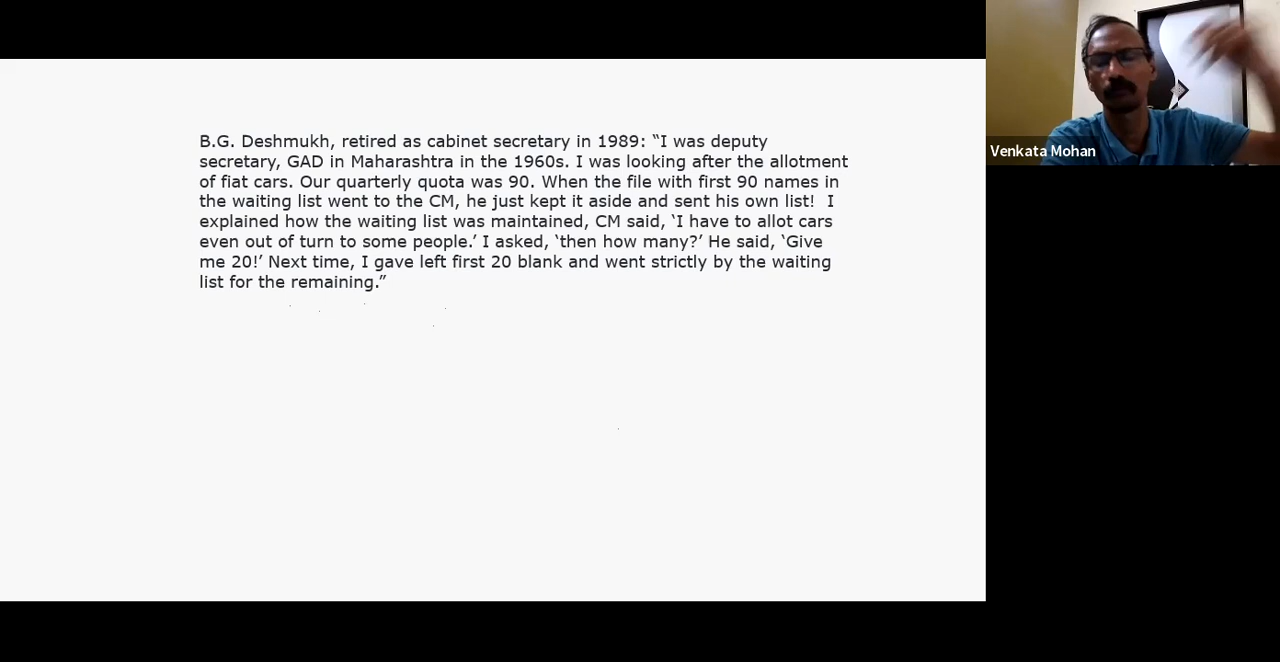 B.G. Deshmukh, retired as cabinet secretary in 1989: “I was deputy
secretary, GAD in Maharashtra in the 1960s. I was looking after the allotment
of fiat cars. Our quarterly quota was 90. When the file with first 90 names in
the waiting list went to the CM, he just kept it aside and sent his own list!  I
explained how the waiting list was maintained, CM said, ‘I have to allot cars
even out of turn to some people.’ I asked, ‘then how many?’ He said, ‘Give
me 20!’ Next time, I gave left first 20 blank and went strictly by the waiting
list for the remaining.”
Venkata Mohan